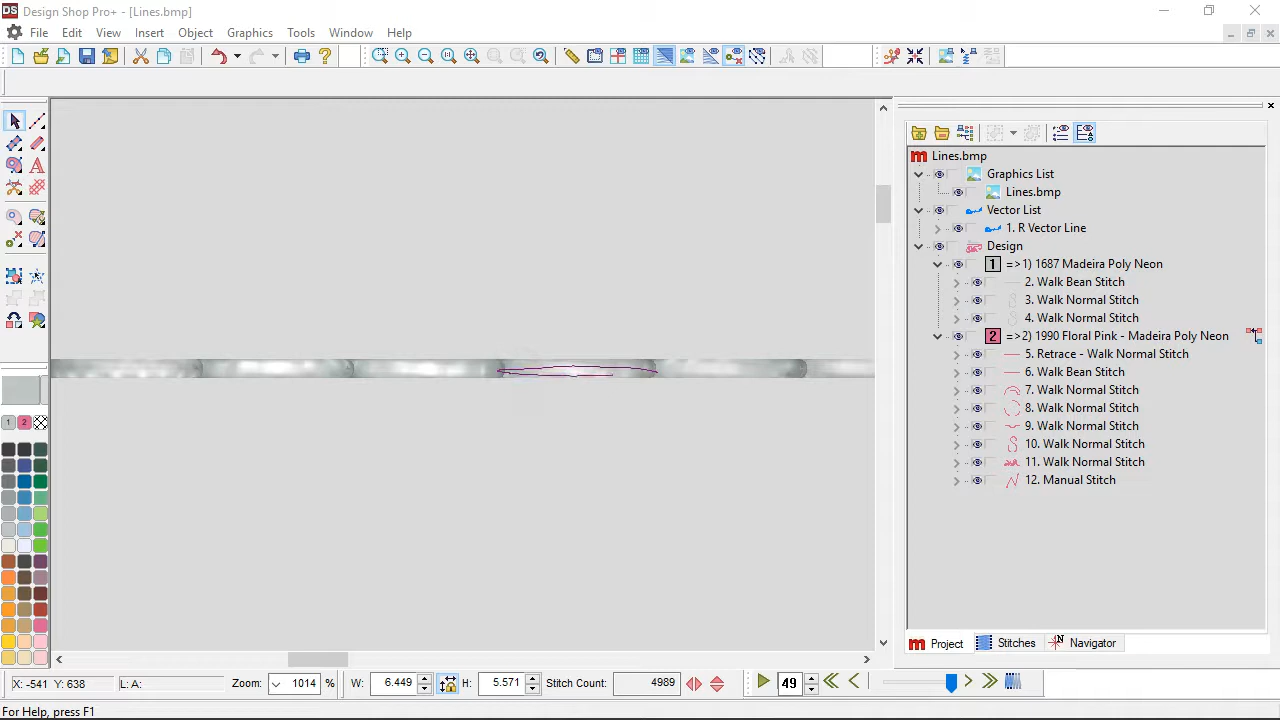 DS Design Shop Pro+ - [Lines.bmp]
File Edit View Insert Object Graphics Tools Window Help
Lines.bmp
Graphics List
Lines.bmp
Vector List
1. R Vector Line
Design
1 =>1) 1687 Madeira Poly Neon
2. Walk Bean Stitch
3. Walk Normal Stitch
4. Walk Normal Stitch
2 =>2) 1990 Floral Pink - Madeira Poly Neon
5. Retrace - Walk Normal Stitch
6. Walk Bean Stitch
7. Walk Normal Stitch
8. Walk Normal Stitch
9. Walk Normal Stitch
10. Walk Normal Stitch
11. Walk Normal Stitch
12. Manual Stitch
1 2
Project Stitches Navigator
X: -541 Y: 638 L: A: Zoom: 1014 % W: 6.449 H: 5.571 Stitch Count: 4989 49
For Help, press F1